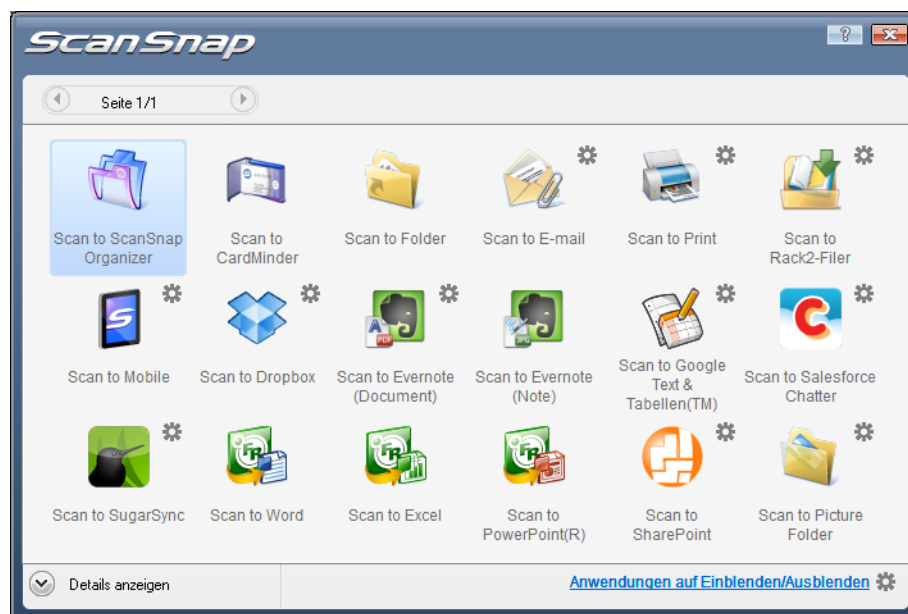 ScanSnap
?
Seite 1/1
Scan to ScanSnap
Organizer
Scan to
CardMinder
Scan to Folder
Scan to E-mail
Scan to Print
Scan to
Rack2-Filer
Scan to Mobile
Scan to Dropbox
Scan to Evernote
(Document)
Scan to Evernote
(Note)
Scan to Google
Text &
Tabellen(TM)
Scan to Salesforce
Chatter
Scan to SugarSync
Scan to Word
Scan to Excel
Scan to
PowerPoint(R)
Scan to
SharePoint
Scan to Picture
Folder
Details anzeigen
Anwendungen auf Einblenden/Ausblenden